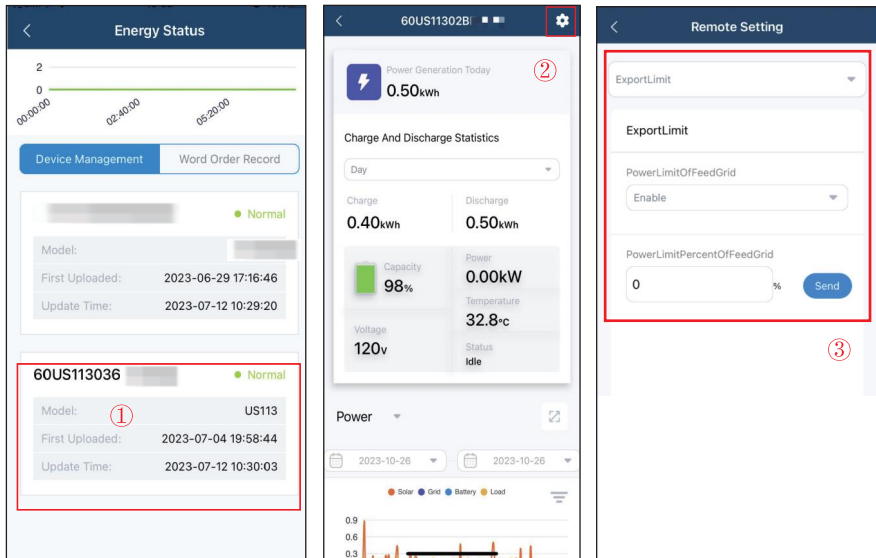 Energy Status
2
0
00:00:00
02:40:00
05:20:00
Device Management
Word Order Record
Normal
Model:
First Uploaded: 2023-06-29 17:16:46
Update Time: 2023-07-12 10:29:20
60US113036
Normal
Model: US113
①
First Uploaded: 2023-07-04 19:58:44
Update Time: 2023-07-12 10:30:03
60US11302B
②
Power Generation Today
0.50kWh
Charge And Discharge Statistics
Day
Charge Discharge
0.40kWh 0.50kWh
Capacity
98%
Power
0.00kW
Temperature
32.8°c
Voltage
120v
Status
Idle
Power
2023-10-26 2023-10-26
Solar Grid Battery Load
0.9
0.6
0.3
Remote Setting
ExportLimit
ExportLimit
PowerLimitOfFeedGrid
Enable
PowerLimitPercentOfFeedGrid
0 % Send
③